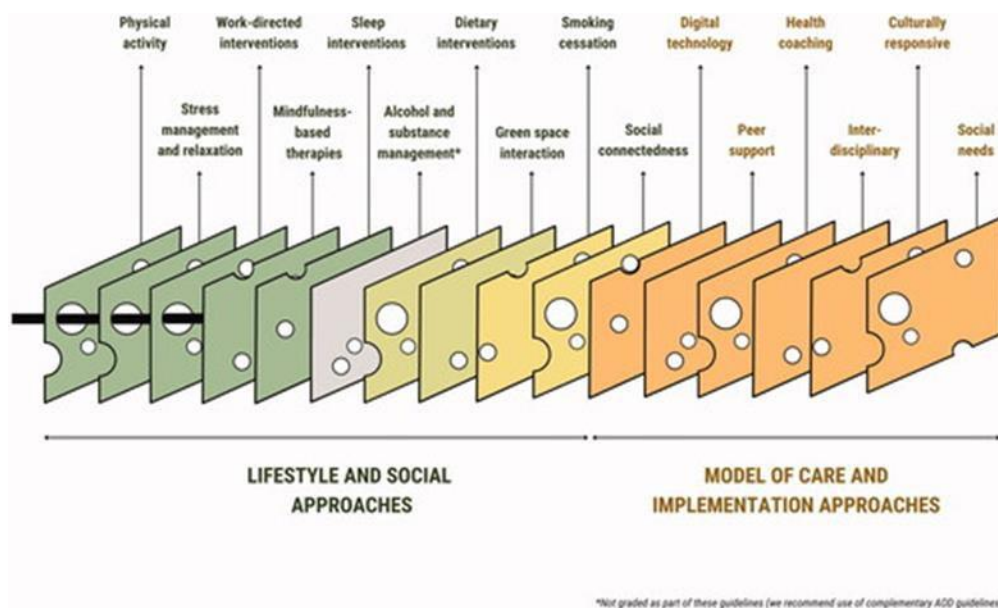 Physical
activity
Work-directed
interventions
Sleep
interventions
Dietary
interventions
Smoking
cessation
Digital
technology
Health
coaching
Culturally
responsive
Stress
management
and relaxation
Mindfulness-
based
therapies
Alcohol and
substance
management*
Green space
interaction
Social
connectedness
Peer
support
Inter-
disciplinary
Social
needs
LIFESTYLE AND SOCIAL
APPROACHES
MODEL OF CARE AND
IMPLEMENTATION APPROACHES
*Not graded as part of these guidelines (we recommend use of complementary AOD guidelines